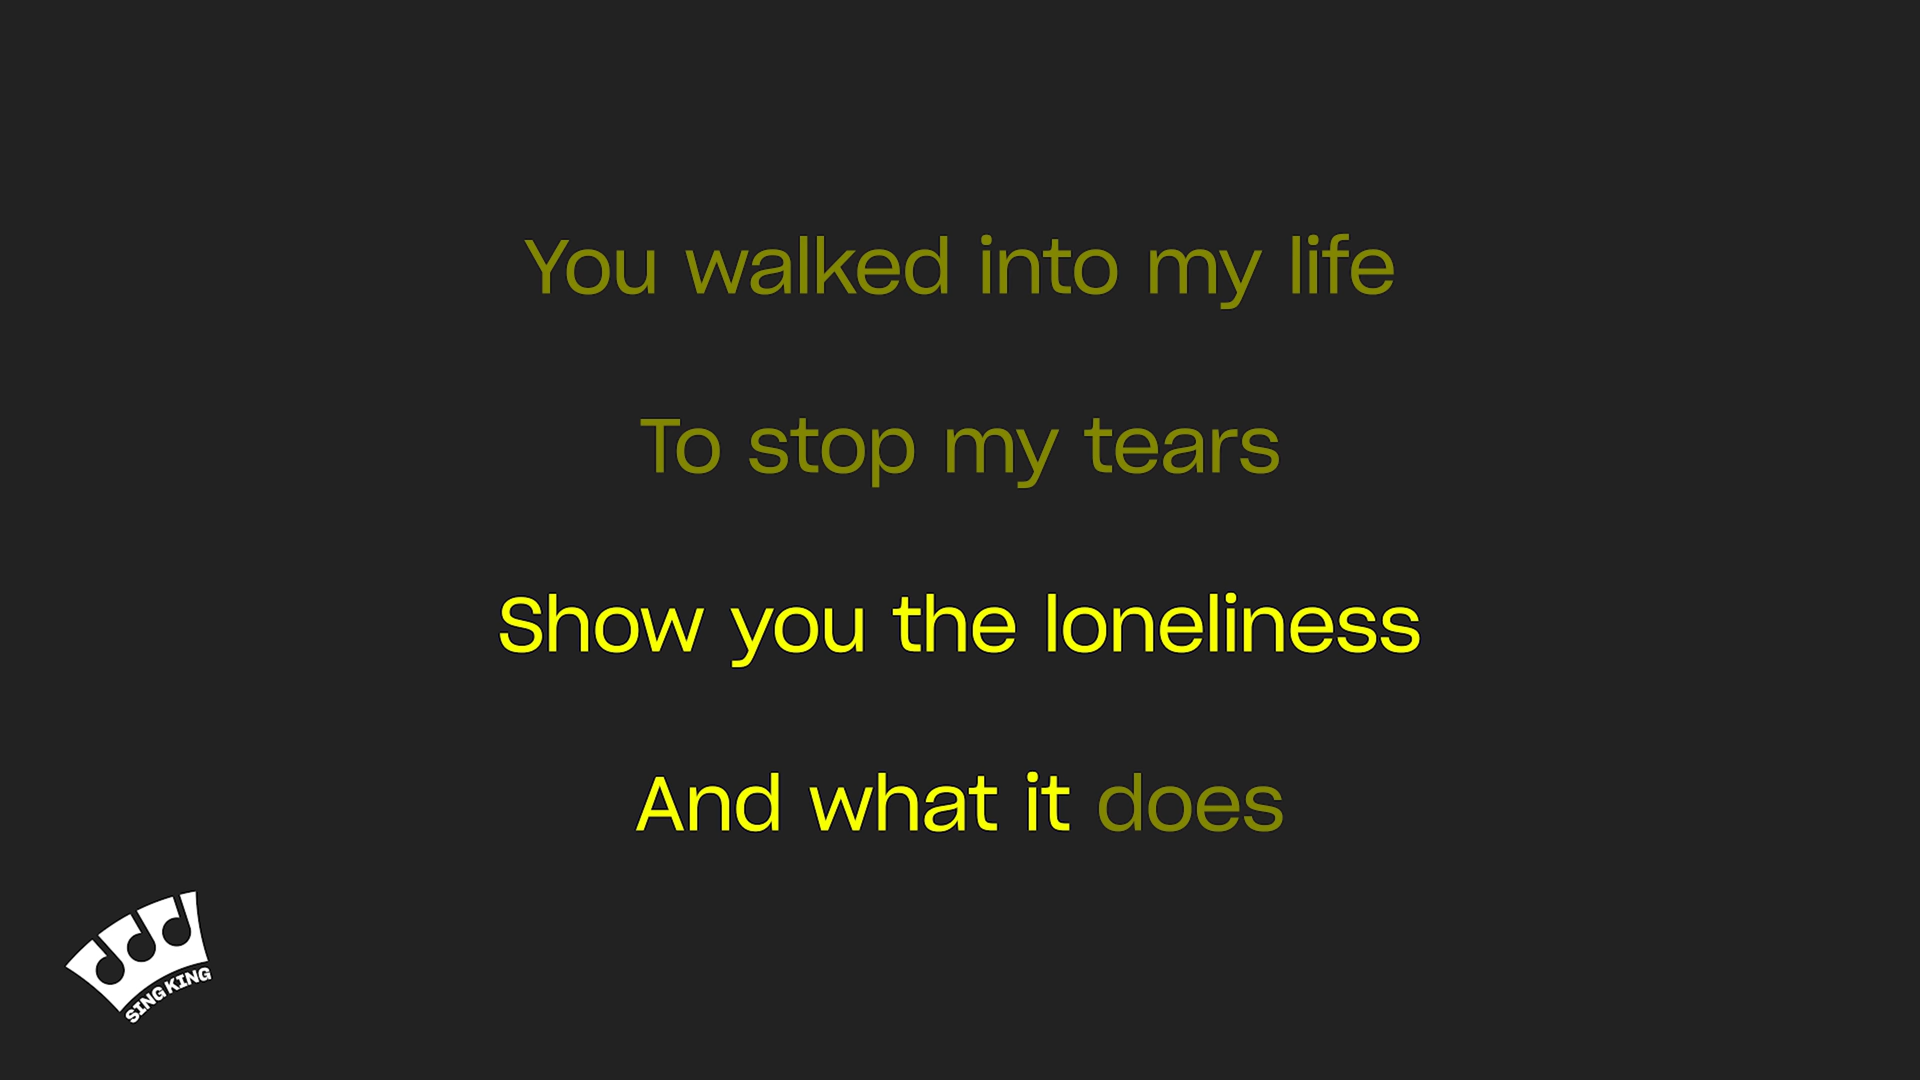 You walked into my life
To stop my tears
Show you the loneliness
And what it does
SING KING